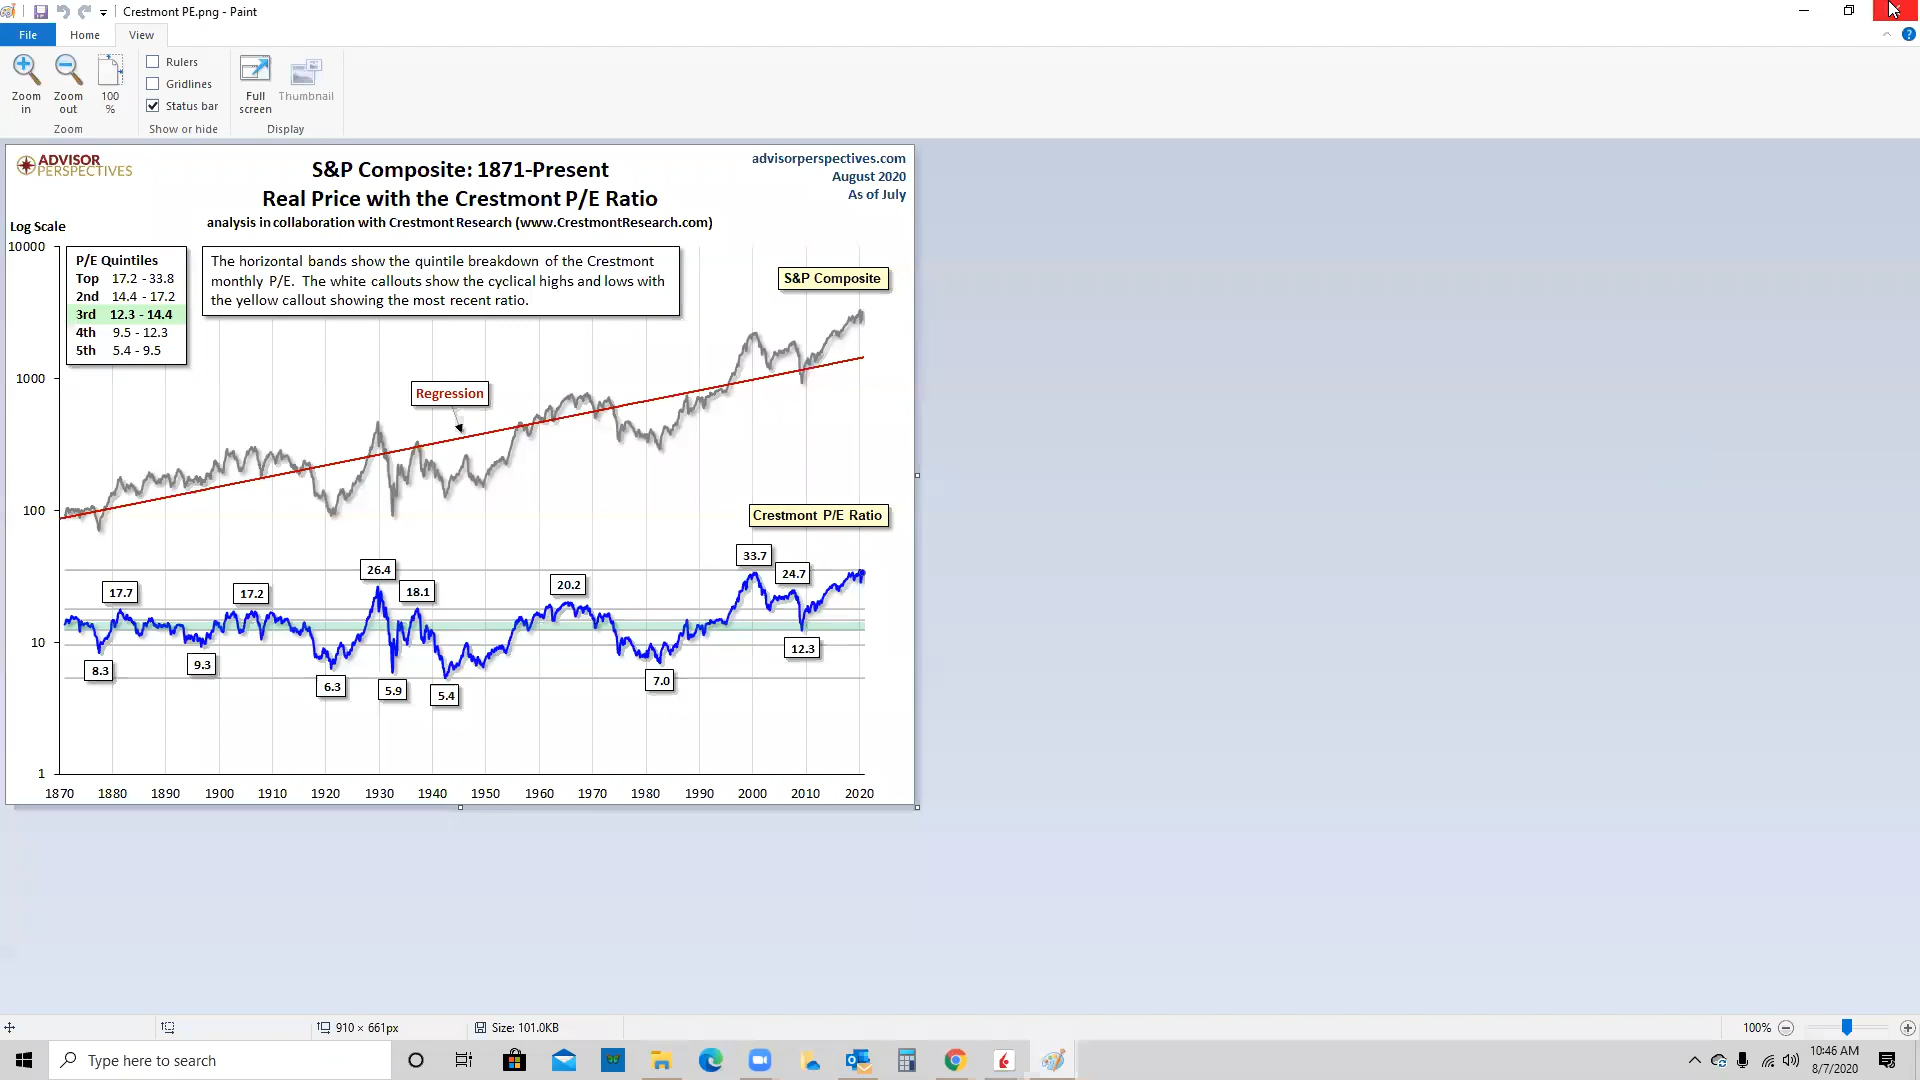 Crestmont PE.png - Paint
File Home View
Zoom in
Zoom out
100 %
Rulers
Gridlines
Status bar
Full screen
Thumbnail
Zoom
Show or hide
Display
ADVISOR
PERSPECTIVES
S&P Composite: 1871-Present
Real Price with the Crestmont P/E Ratio
analysis in collaboration with Crestmont Research (www.CrestmontResearch.com)
advisorperspectives.com
August 2020
As of July
Log Scale
10000
P/E Quintiles
Top 17.2 - 33.8
2nd 14.4 - 17.2
3rd 12.3 - 14.4
4th 9.5 - 12.3
5th 5.4 - 9.5
The horizontal bands show the quintile breakdown of the Crestmont
monthly P/E. The white callouts show the cyclical highs and lows with
the yellow callout showing the most recent ratio.
S&P Composite
1000
Regression
100
Crestmont P/E Ratio
33.7
26.4
24.7
20.2
17.7
17.2
18.1
10
12.3
8.3
9.3
6.3
5.9
5.4
7.0
1
1870 1880 1890 1900 1910 1920 1930 1940 1950 1960 1970 1980 1990 2000 2010 2020
910 × 661px
Size: 101.0KB
100%
Type here to search
10:46 AM
8/7/2020